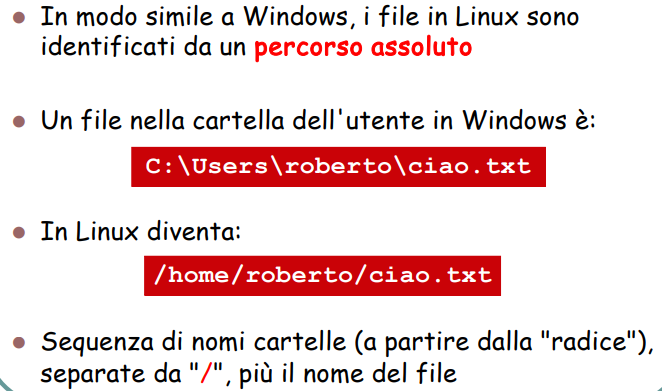 In modo simile a Windows, i file in Linux sono
identificati da un percorso assoluto
Un file nella cartella dell'utente in Windows è:
C:\Users\roberto\ciao.txt
In Linux diventa:
/home/roberto/ciao.txt
Sequenza di nomi cartelle (a partire dalla "radice"),
separate da "/", più il nome del file